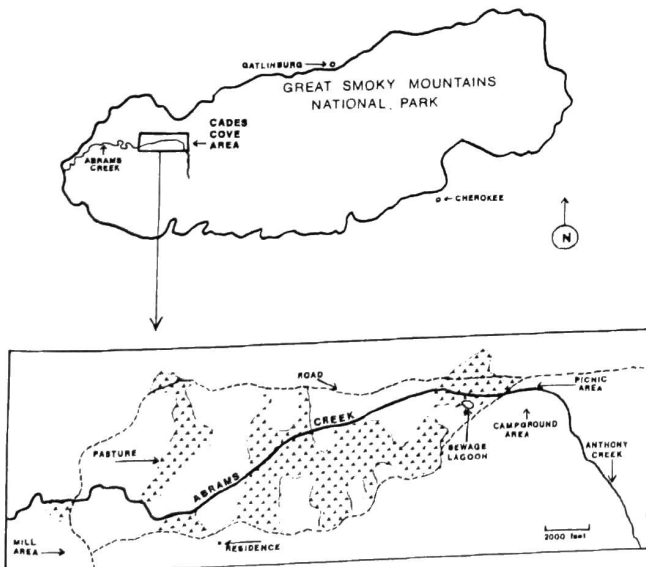 GATLINBURG
GREAT SMOKY MOUNTAINS
NATIONAL PARK
CADES
COVE
AREA
ABRAMS
CREEK
CHEROKEE
N
ROAD
PICNIC
AREA
PASTURE
ABRAMS CREEK
SEWAGE
LAGOON
CAMPGROUND
AREA
ANTHONY
CREEK
MILL
AREA
RESIDENCE
2000 feet